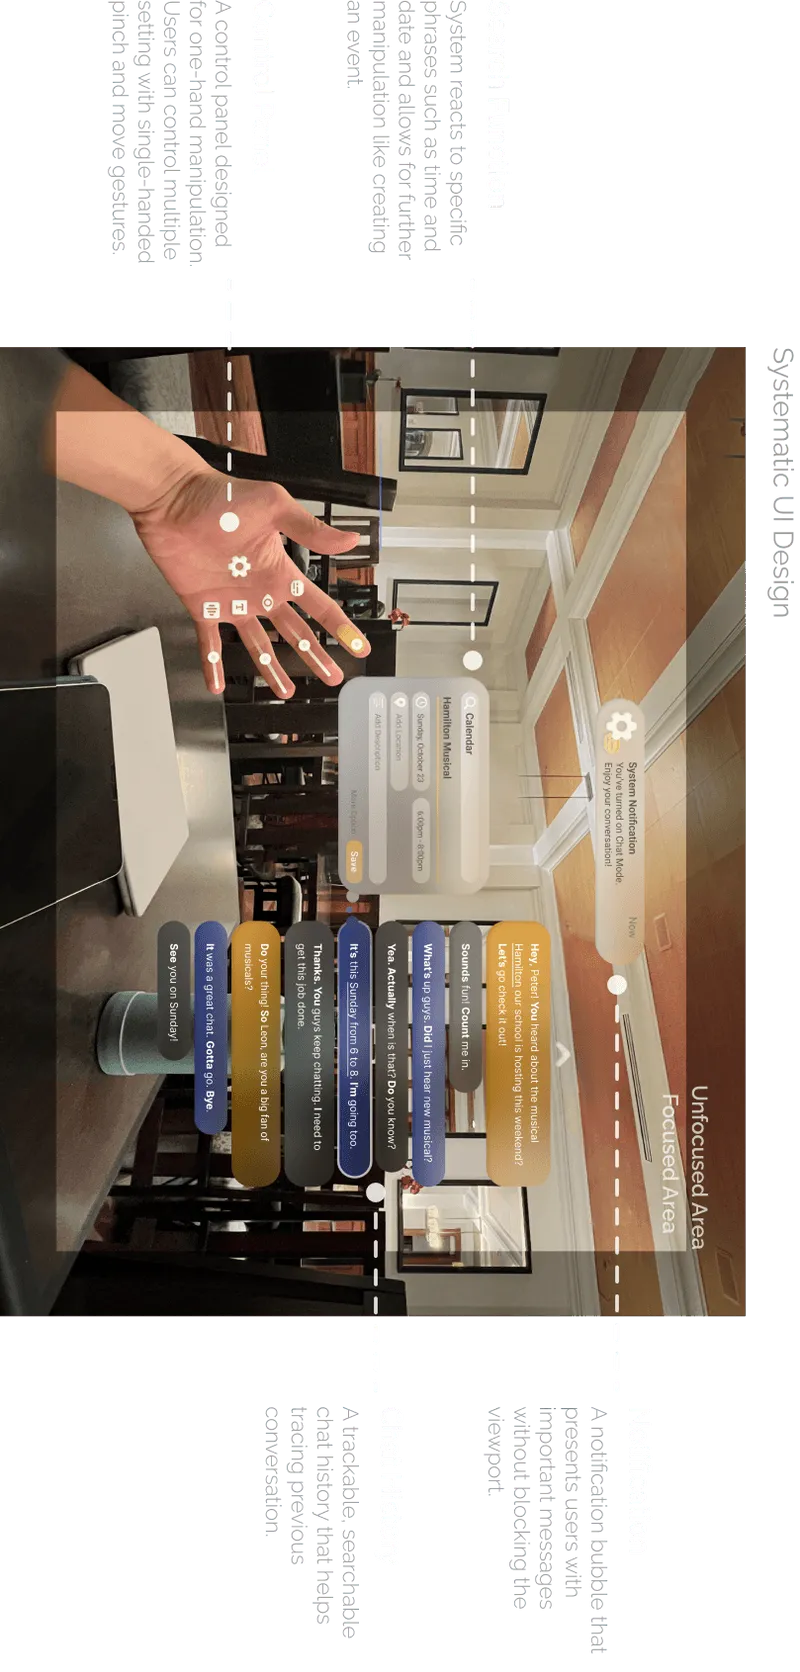 Systematic UI Design
System reacts to specific
phrases such as time and
date and allows for further
manipulation like creating
an event.
A control panel designed
for one-hand manipulation.
Users can control multiple
setting with single-handed
pinch and move gestures.
Unfocused Area
Focused Area
System Notification
Now
You've turned on Chat Mode.
Enjoy your conversation!
Calendar
Hamilton Musical
Sunday, October 23
6:00pm - 8:00pm
Add Location
Add Description
More Option
Save
T
Hey, Peter! You heard about the musical
Hamilton our school is hosting this weekend?
Let's go check it out!
Sounds fun! Count me in.
What's up guys. Did I just hear new musical?
Yea. Actually when is that? Do you know?
It's this Sunday from 6 to 8. I'm going too.
Thanks. You guys keep chatting. I need to
get this job done.
Do your thing! So Leon, are you a big fan of
musicals?
It was a great chat. Gotta go. Bye.
See you on Sunday!
A notification bubble that
presents users with
important messages
without blocking the
viewport.
A trackable, searchable
chat history that helps
tracing previous
conversation.